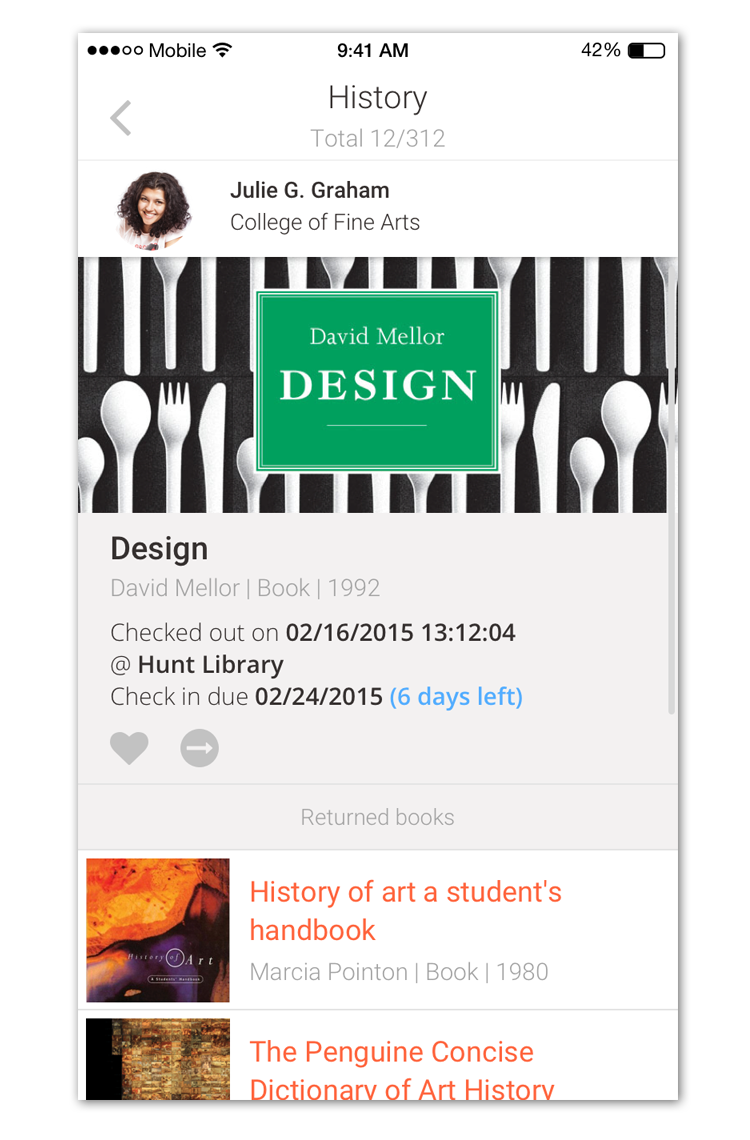 Mobile 9:41 AM 42%
History
Total 12/312
Julie G. Graham
College of Fine Arts
David Mellor
DESIGN
Design
David Mellor | Book | 1992
Checked out on 02/16/2015 13:12:04
@ Hunt Library
Check in due 02/24/2015 (6 days left)
Returned books
History of Art
A Students' Handbook
History of art a student's
handbook
Marcia Pointon | Book | 1980
The Penguine Concise
Dictionary of Art History